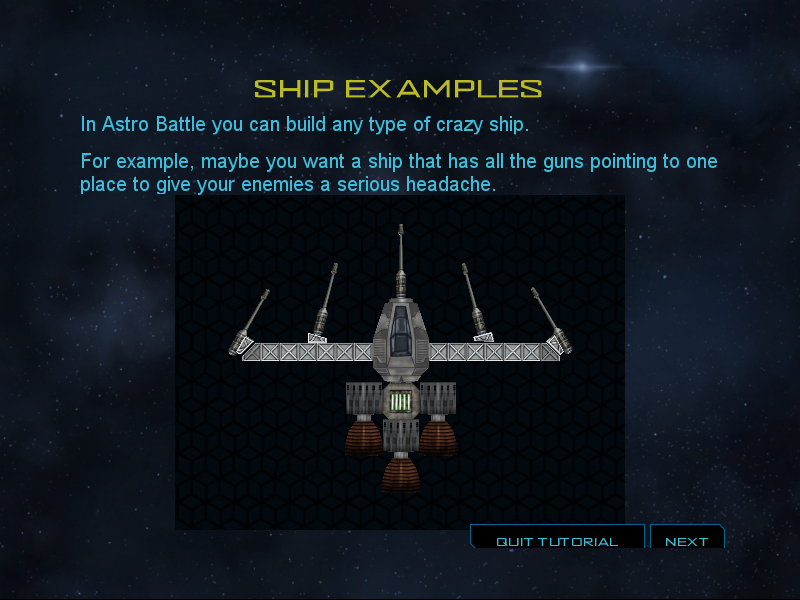 SHIP EXAMPLES
In Astro Battle you can build any type of crazy ship.
For example, maybe you want a ship that has all the guns pointing to one
place to give your enemies a serious headache.
QUIT TUTORIAL
NEXT